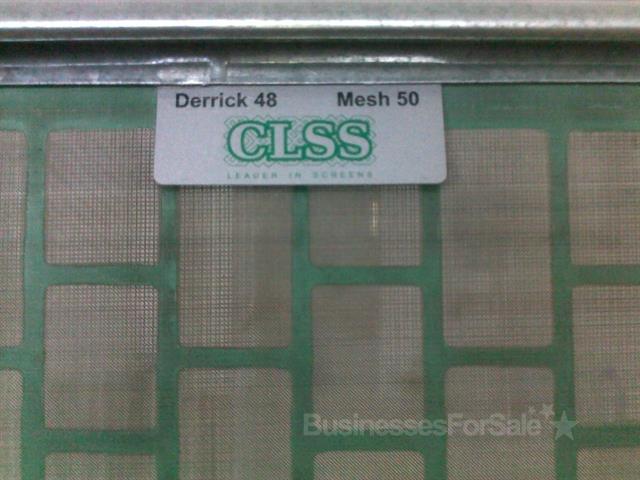 Derrick 48 Mesh 50
CLSS
LEADER IN SCREENS
BusinessesForSale